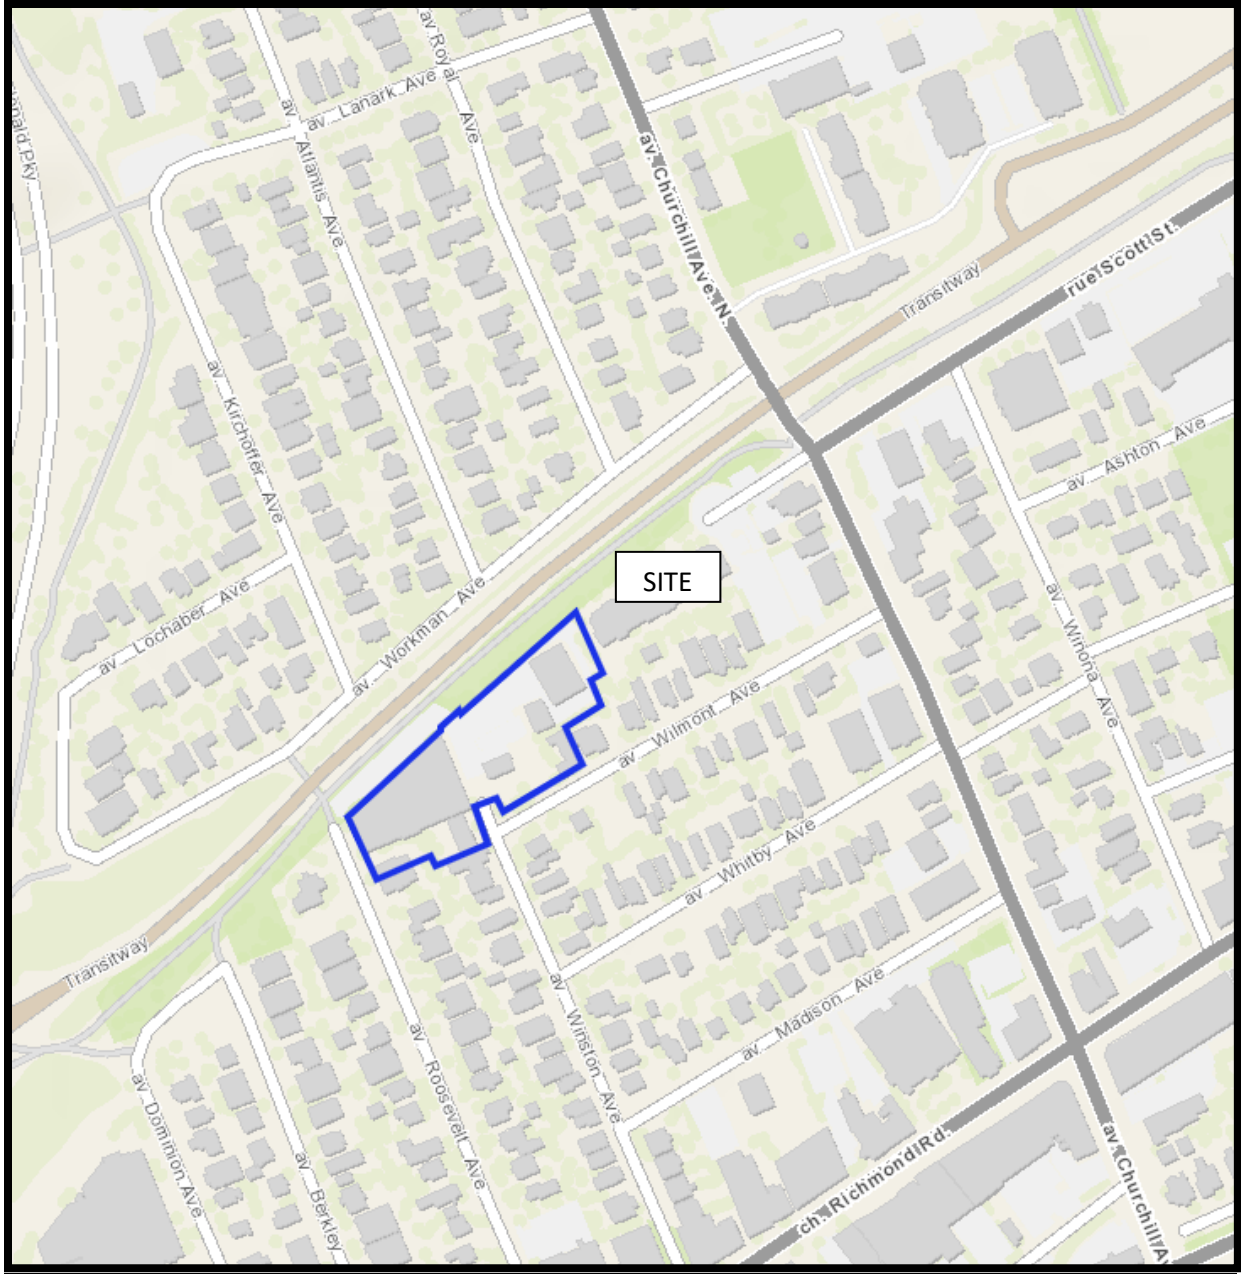 av Royal Ave
av Lanark Ave
av Atlantis Ave
av. Churchill Ave. N.
rue Scott St.
Transitway
av. Kirchoffer Ave
av Ashton Ave
SITE
av Lochaber Ave
av Workman Ave
av Winona Ave
av Wilmont Ave
av Whitby Ave
Transitway
av Madison Ave
av Winston Ave
av Roosevelt Ave
av Dominion Ave
av Berkley
ch. Richmond Rd.
av. Churchill A